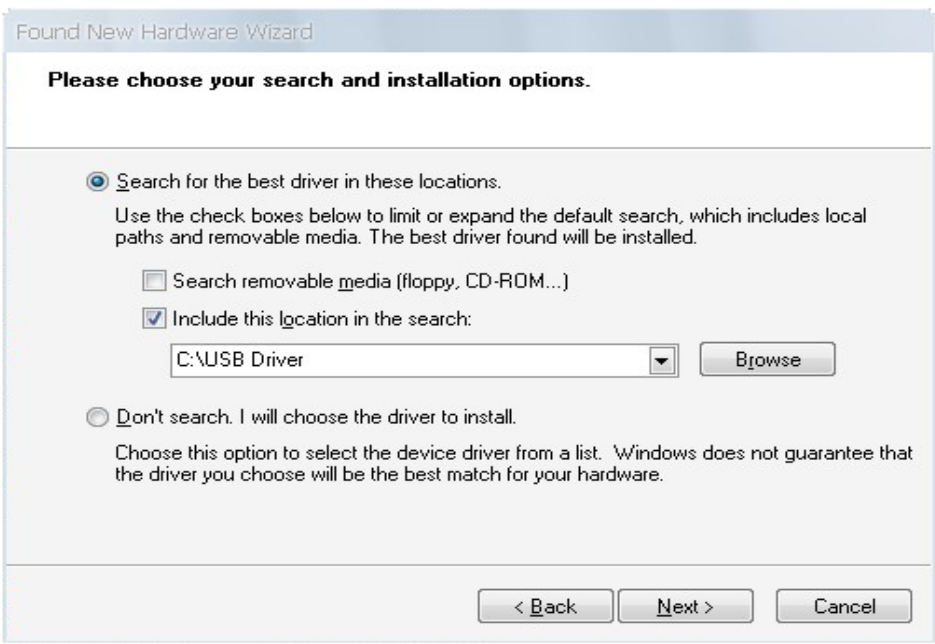 Found New Hardware Wizard
Please choose your search and installation options.
Search for the best driver in these locations.
Use the check boxes below to limit or expand the default search, which includes local
paths and removable media. The best driver found will be installed.
Search removable media (floppy, CD-ROM...)
Include this location in the search:
C:\USB Driver
Browse
Don't search. I will choose the driver to install.
Choose this option to select the device driver from a list. Windows does not guarantee that
the driver you choose will be the best match for your hardware.
< Back Next > Cancel